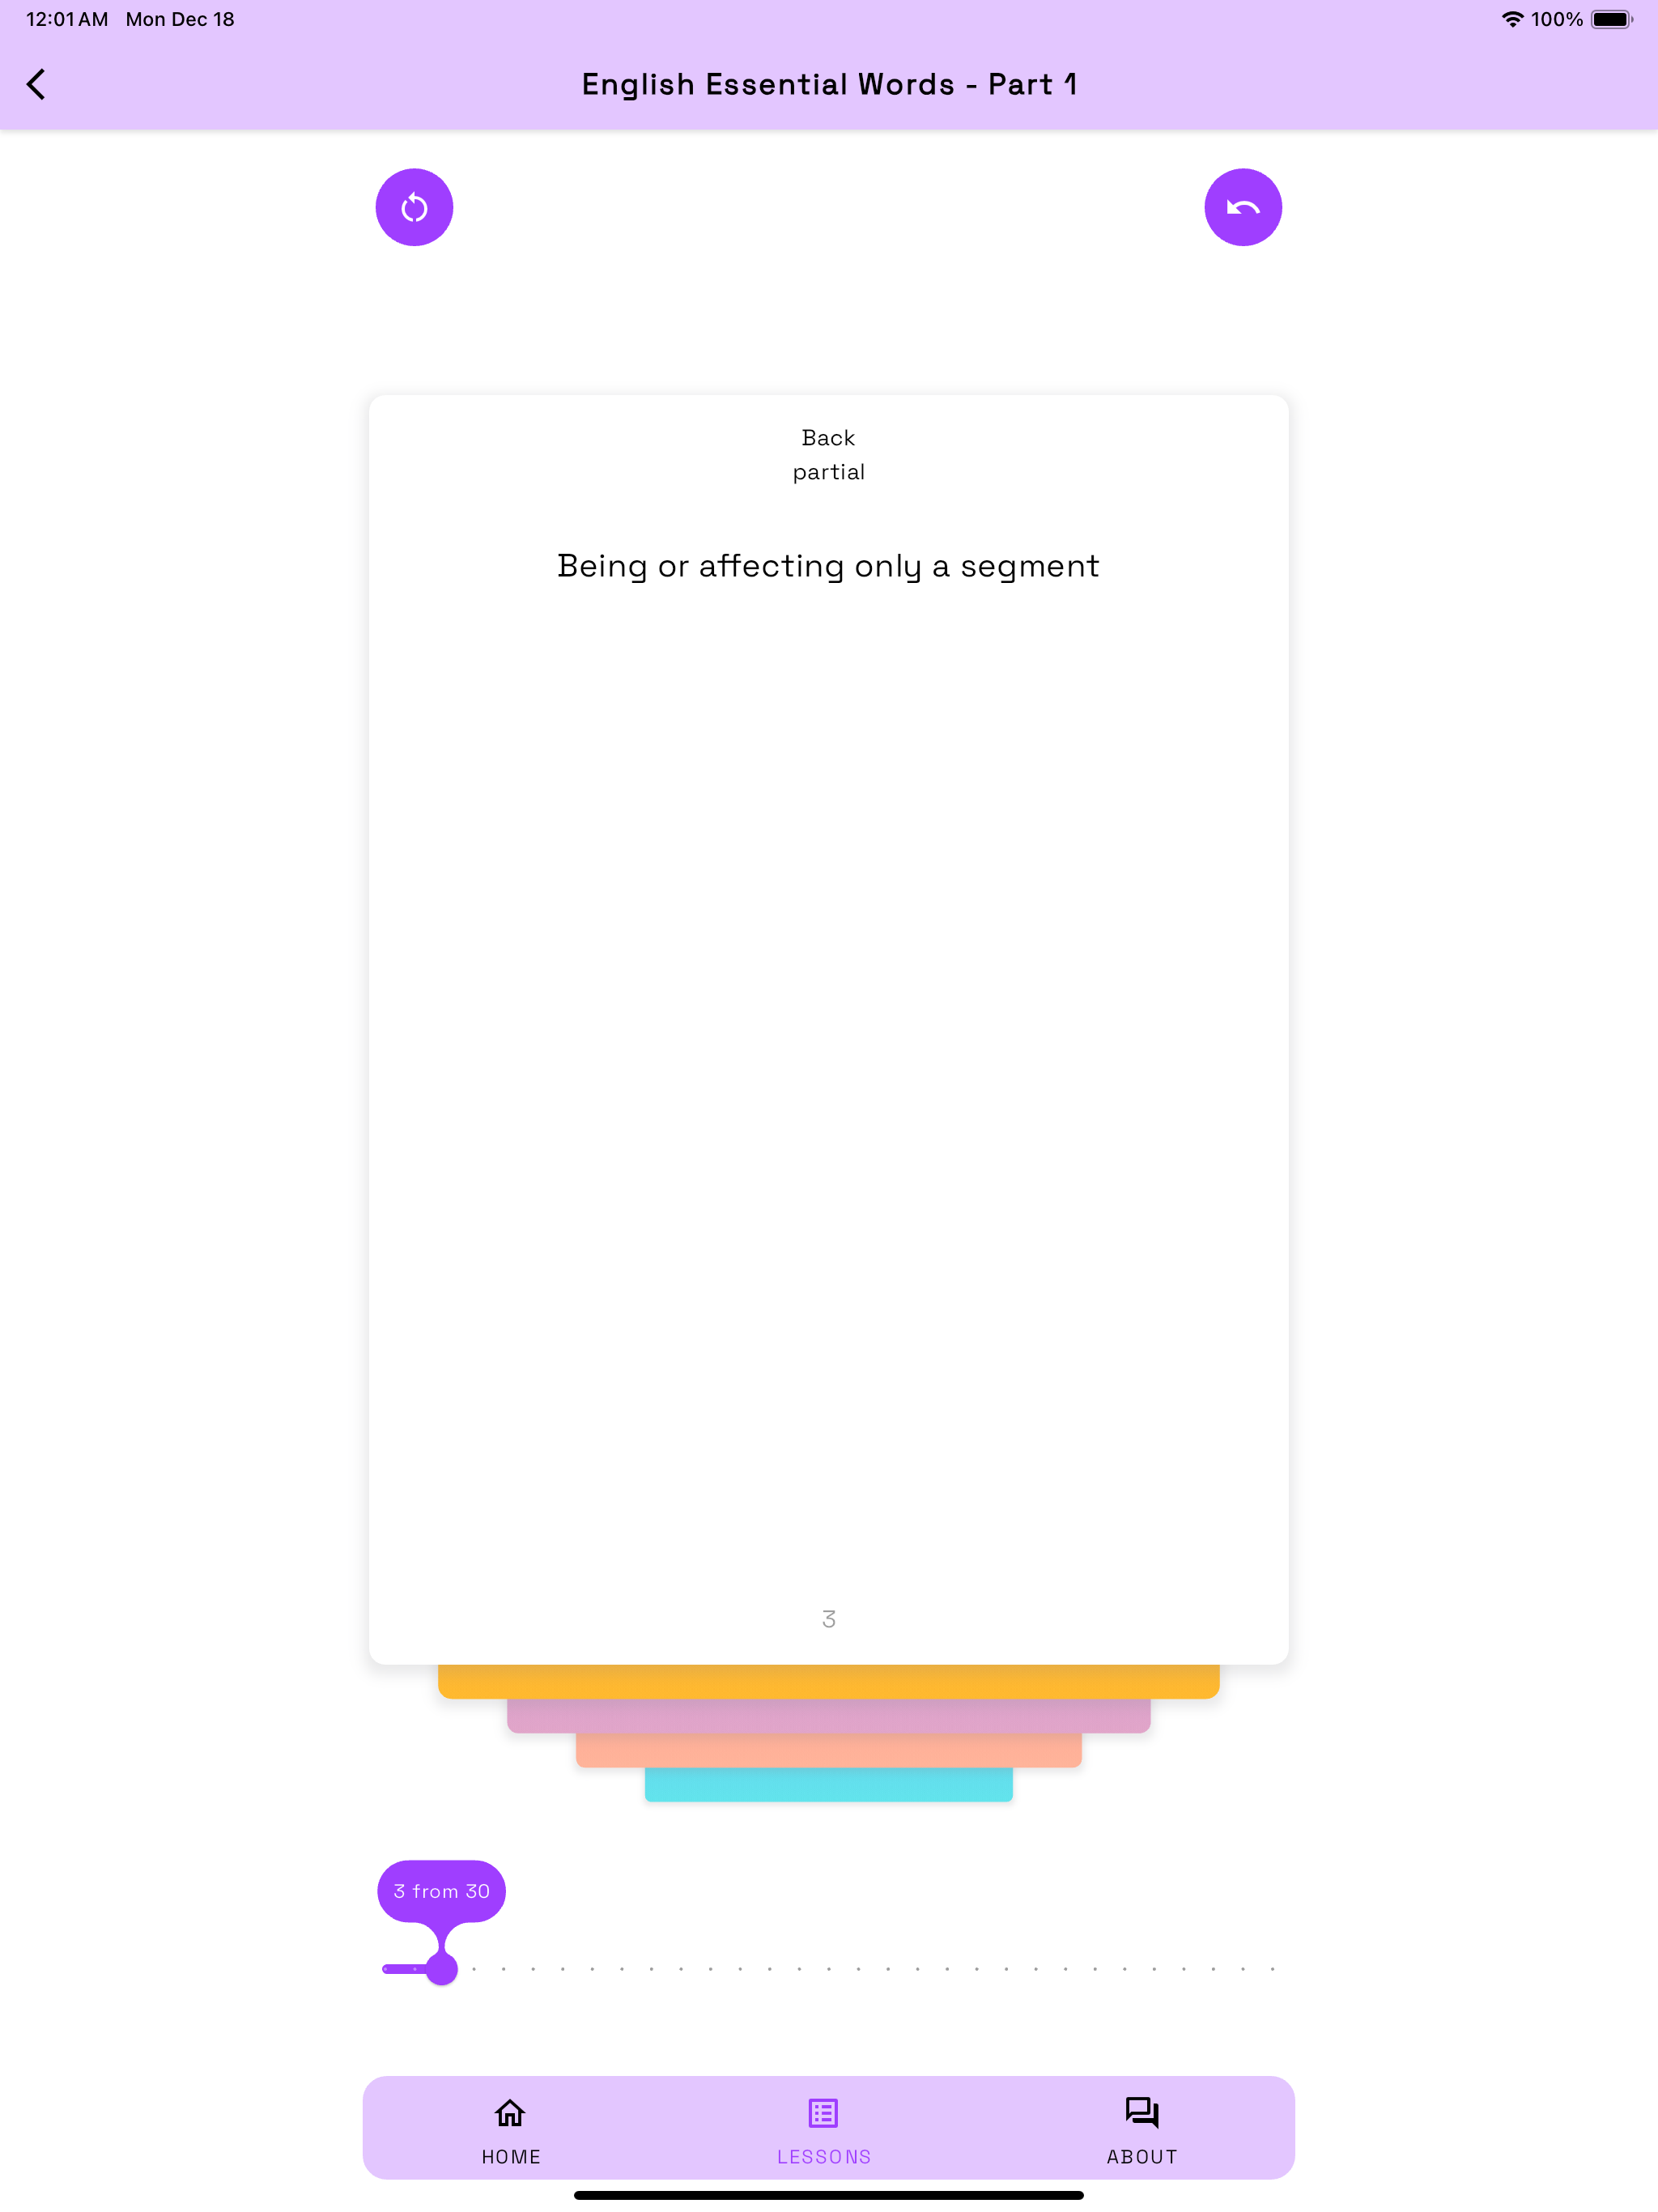 12:01 AM Mon Dec 18
100%
English Essential Words - Part 1
Back
partial
Being or affecting only a segment
3
3 from 30
HOME
LESSONS
ABOUT